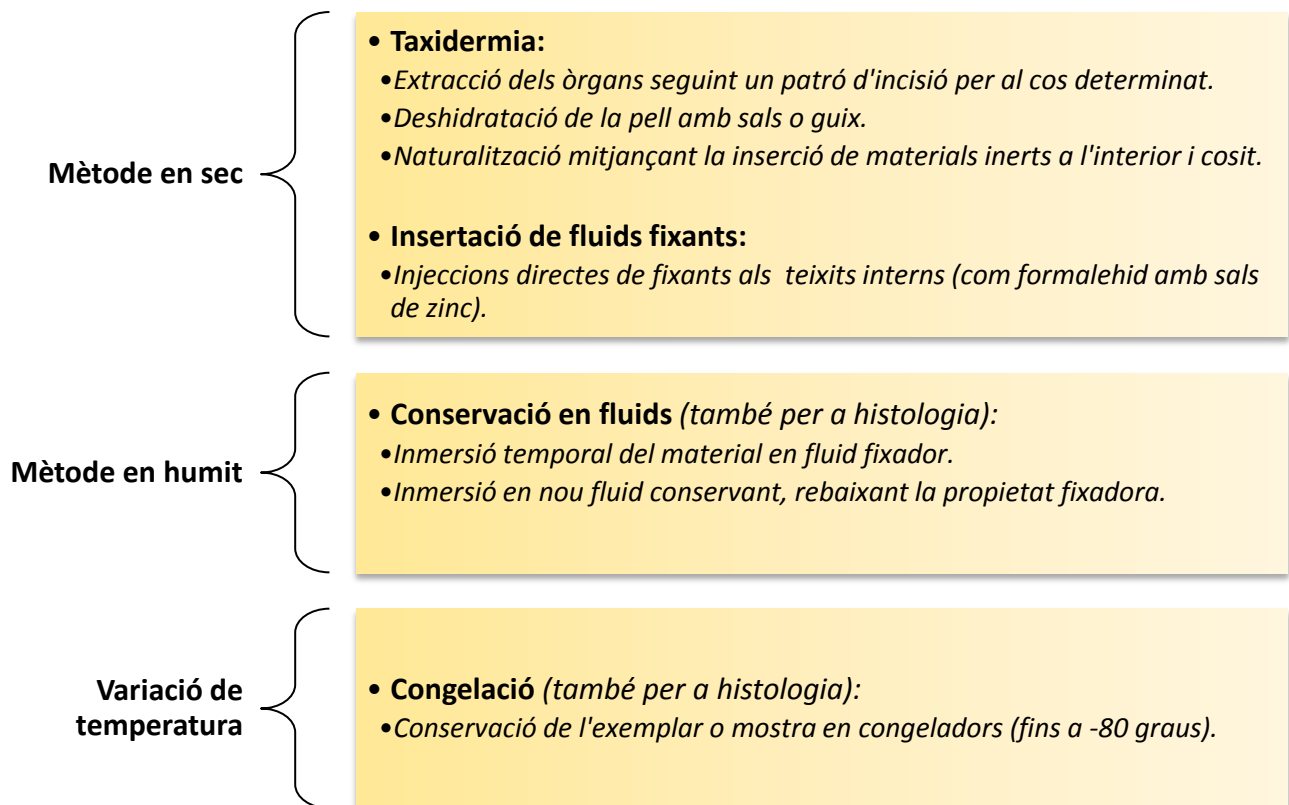 Mètode en sec
• Taxidermia:
•Extracció dels òrgans seguint un patró d'incisió per al cos determinat.
•Deshidratació de la pell amb sals o guix.
•Naturalització mitjançant la inserció de materials inerts a l'interior i cosit.
• Insertació de fluids fixants:
•Injeccions directes de fixants als teixits interns (com formalehid amb sals
de zinc).
Mètode en humit
• Conservació en fluids (també per a histologia):
•Inmersió temporal del material en fluid fixador.
•Inmersió en nou fluid conservant, rebaixant la propietat fixadora.
Variació de
temperatura
• Congelació (també per a histologia):
•Conservació de l'exemplar o mostra en congeladors (fins a -80 graus).